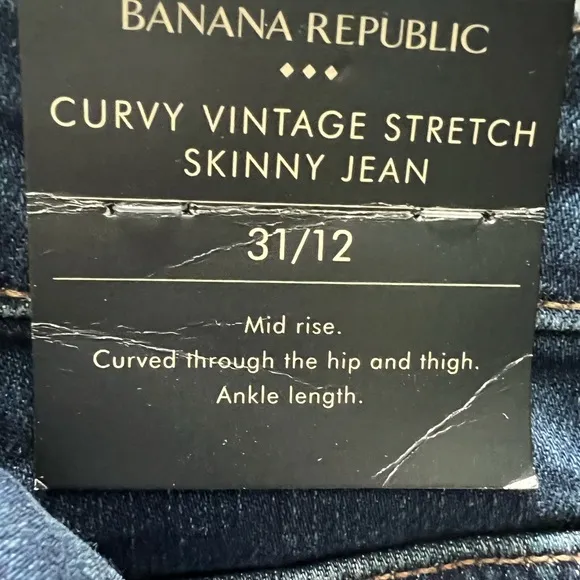 BANANA REPUBLIC
CURVY VINTAGE STRETCH
SKINNY JEAN
31/12
Mid rise.
Curved through the hip and thigh.
Ankle length.